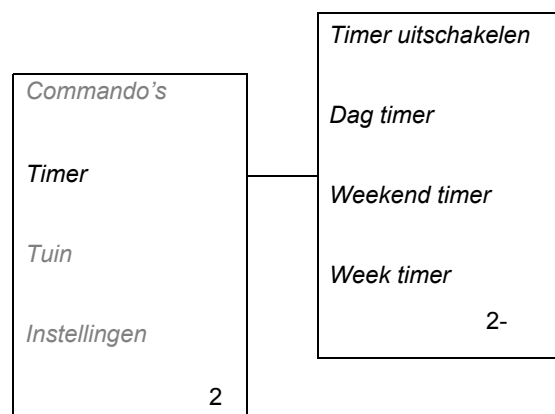 Commando’s
Timer
Tuin
Instellingen
2
Timer uitschakelen
Dag timer
Weekend timer
Week timer
2-